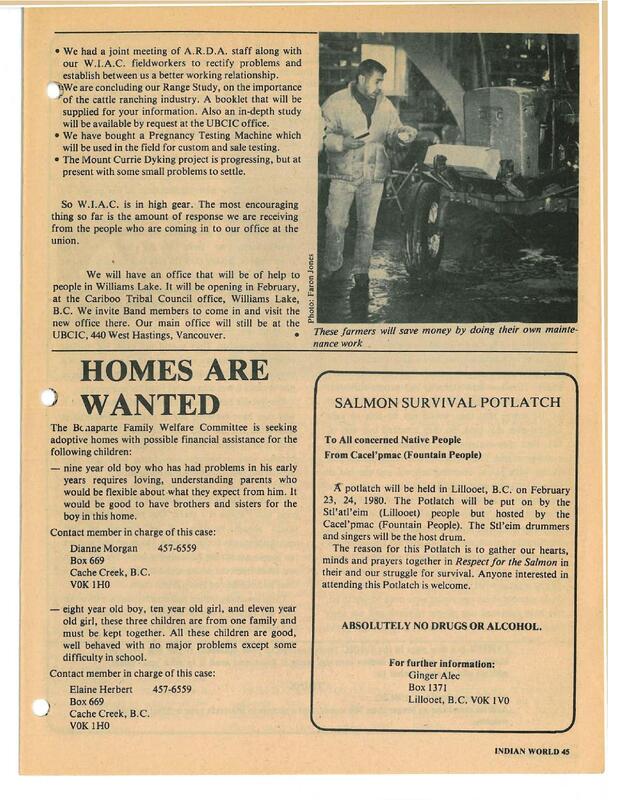 • We had a joint meeting of A.R.D.A. staff along with
our W.I.A.C. fieldworkers to rectify problems and
establish between us a better working relationship.
We are concluding our Range Study, on the importance
of the cattle ranching industry. A booklet that will be
supplied for your information. Also an in-depth study
will be available by request at the UBCIC office.
• We have bought a Pregnancy Testing Machine which
will be used in the field for custom and sale testing.
• The Mount Currie Dyking project is progressing, but at
present with some small problems to settle.
So W.I.A.C. is in high gear. The most encouraging
thing so far is the amount of response we are receiving
from the people who are coming in to our office at the
union.
We will have an office that will be of help to
people in Williams Lake. It will be opening in February,
at the Cariboo Tribal Council office, Williams Lake,
B.C. We invite Band members to come in and visit the
new office there. Our main office will still be at the
UBCIC, 440 West Hastings, Vancouver. •
Photo: Faron Jones
These farmers will save money by doing their own mainte-
nance work
HOMES ARE
WANTED
The Bonaparte Family Welfare Committee is seeking
adoptive homes with possible financial assistance for the
following children:
— nine year old boy who has had problems in his early
years requires loving, understanding parents who
would be flexible about what they expect from him. It
would be good to have brothers and sisters for the
boy in this home.
Contact member in charge of this case:
Dianne Morgan 457-6559
Box 669
Cache Creek, B.C.
V0K 1H0
— eight year old boy, ten year old girl, and eleven year
old girl, these three children are from one family and
must be kept together. All these children are good,
well behaved with no major problems except some
difficulty in school.
Contact member in charge of this case:
Elaine Herbert 457-6559
Box 669
Cache Creek, B.C.
V0K 1H0
SALMON SURVIVAL POTLATCH
To All concerned Native People
From Cacel'pmac (Fountain People)
A potlatch will be held in Lillooet, B.C. on February
23, 24, 1980. The Potlatch will be put on by the
Stl'atl'eim (Lillooet) people but hosted by the
Cacel'pmac (Fountain People). The Stl'eim drummers
and singers will be the host drum.
The reason for this Potlatch is to gather our hearts,
minds and prayers together in Respect for the Salmon in
their and our struggle for survival. Anyone interested in
attending this Potlatch is welcome.
ABSOLUTELY NO DRUGS OR ALCOHOL.
For further information:
Ginger Alec
Box 1371
Lillooet, B.C. V0K 1V0
INDIAN WORLD 45